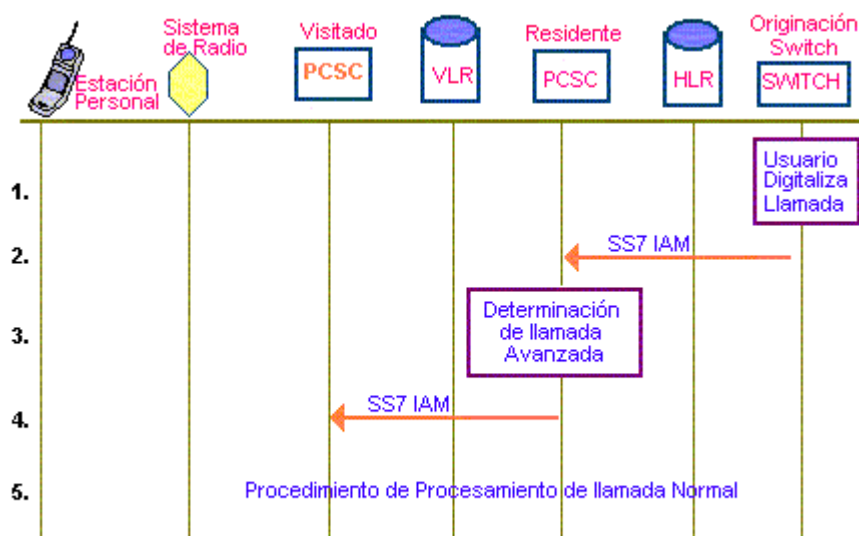 Estación
Personal
Sistema
de Radio
Visitado
PCSC
VLR
Residente
PCSC
HLR
Originación
Switch
SWITCH
1.
Usuario
Digitaliza
Llamada
2.
SS7 IAM
3.
Determinación
de llamada
Avanzada
4.
SS7 IAM
5.
Procedimiento de Procesamiento de llamada Normal